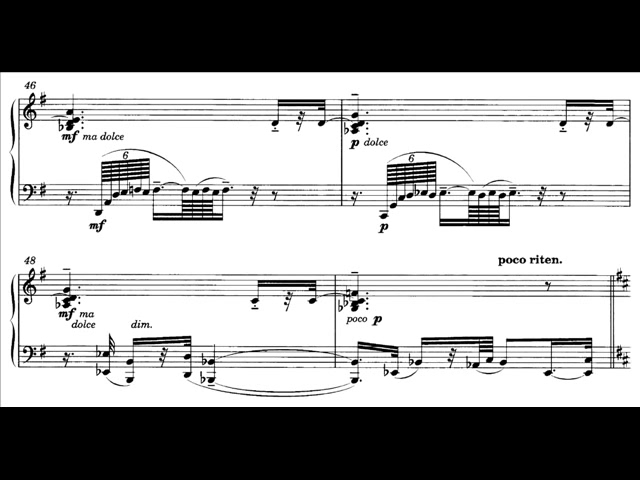 46
mf ma dolce
p dolce
6
6
mf
p
48
poco riten.
mf ma
dolce
dim.
poco p